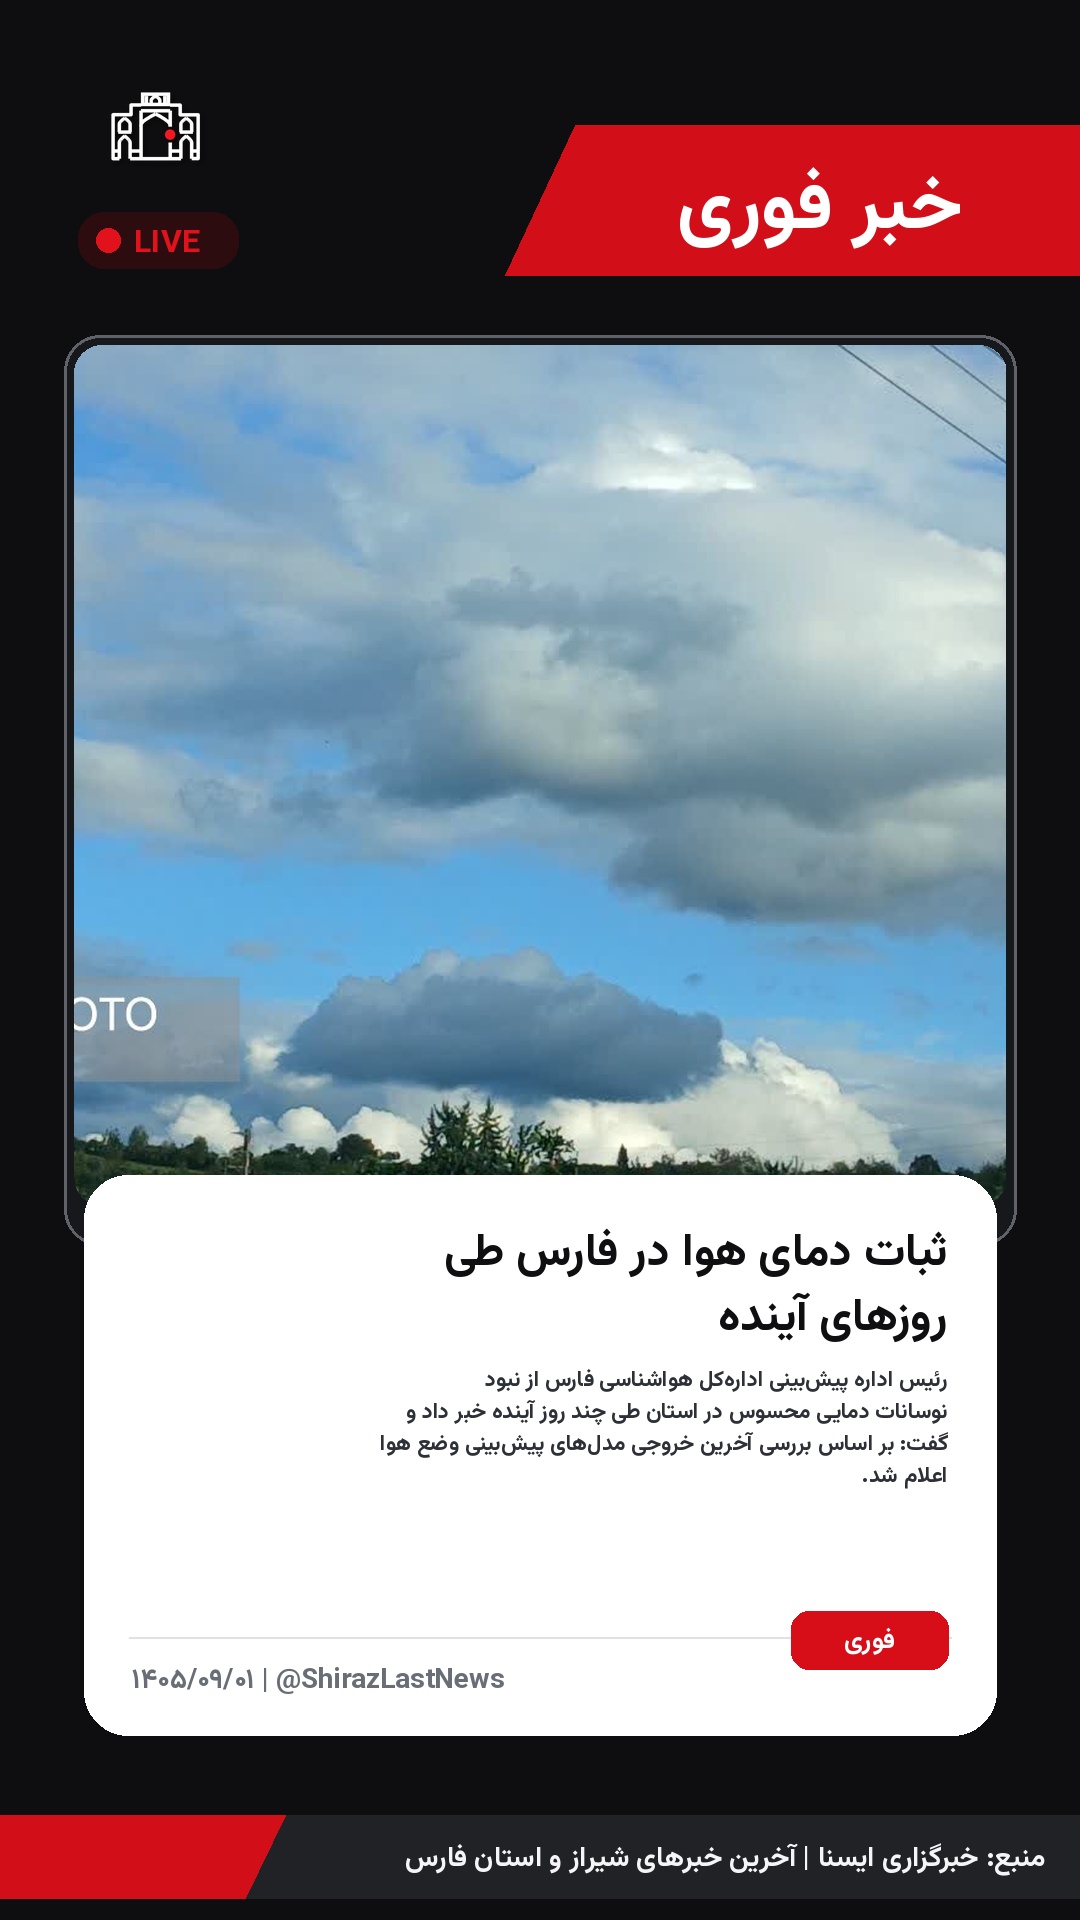 خبر فوری
LIVE
OTO
ثبات دمای هوا در فارس طی
روزهای آینده
رئیس اداره پیش‌بینی اداره‌کل هواشناسی فارس از نبود
نوسانات دمایی محسوس در استان طی چند روز آینده خبر داد و
گفت: بر اساس بررسی آخرین خروجی مدل‌های پیش‌بینی وضع هوا
اعلام شد.
فوری
۱۴۰۵/۰۹/۰۱ | @ShirazLastNews
منبع: خبرگزاری ایسنا | آخرین خبرهای شیراز و استان فارس